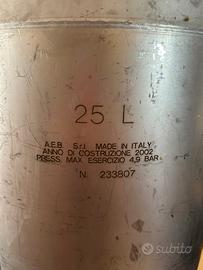 25 L
A.E.B. S.r.l. MADE IN ITALY
ANNO DI COSTRUZIONE 2002
PRESS. MAX ESERCIZIO 4,9 BAR
N. 233807
subito